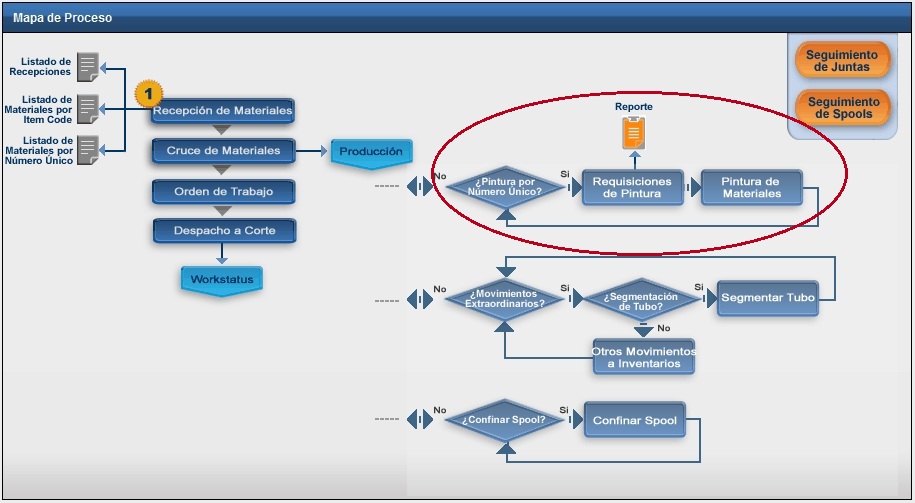 Mapa de Proceso
Listado de
Recepciones
Listado de
Materiales por
Item Code
Listado de
Materiales por
Número Único
1
Recepción de Materiales
Cruce de Materiales
Producción
Orden de Trabajo
Despacho a Corte
Workstatus
Seguimiento
de Juntas
Seguimiento
de Spools
Reporte
No
¿Pintura por
Número Único?
Si
Requisiciones
de Pintura
Pintura de
Materiales
No
¿Movimientos
Extraordinarios?
Si
¿Segmentación
de Tubo?
Si
Segmentar Tubo
No
Otros Movimientos
a Inventarios
No
¿Confinar Spool?
Si
Confinar Spool